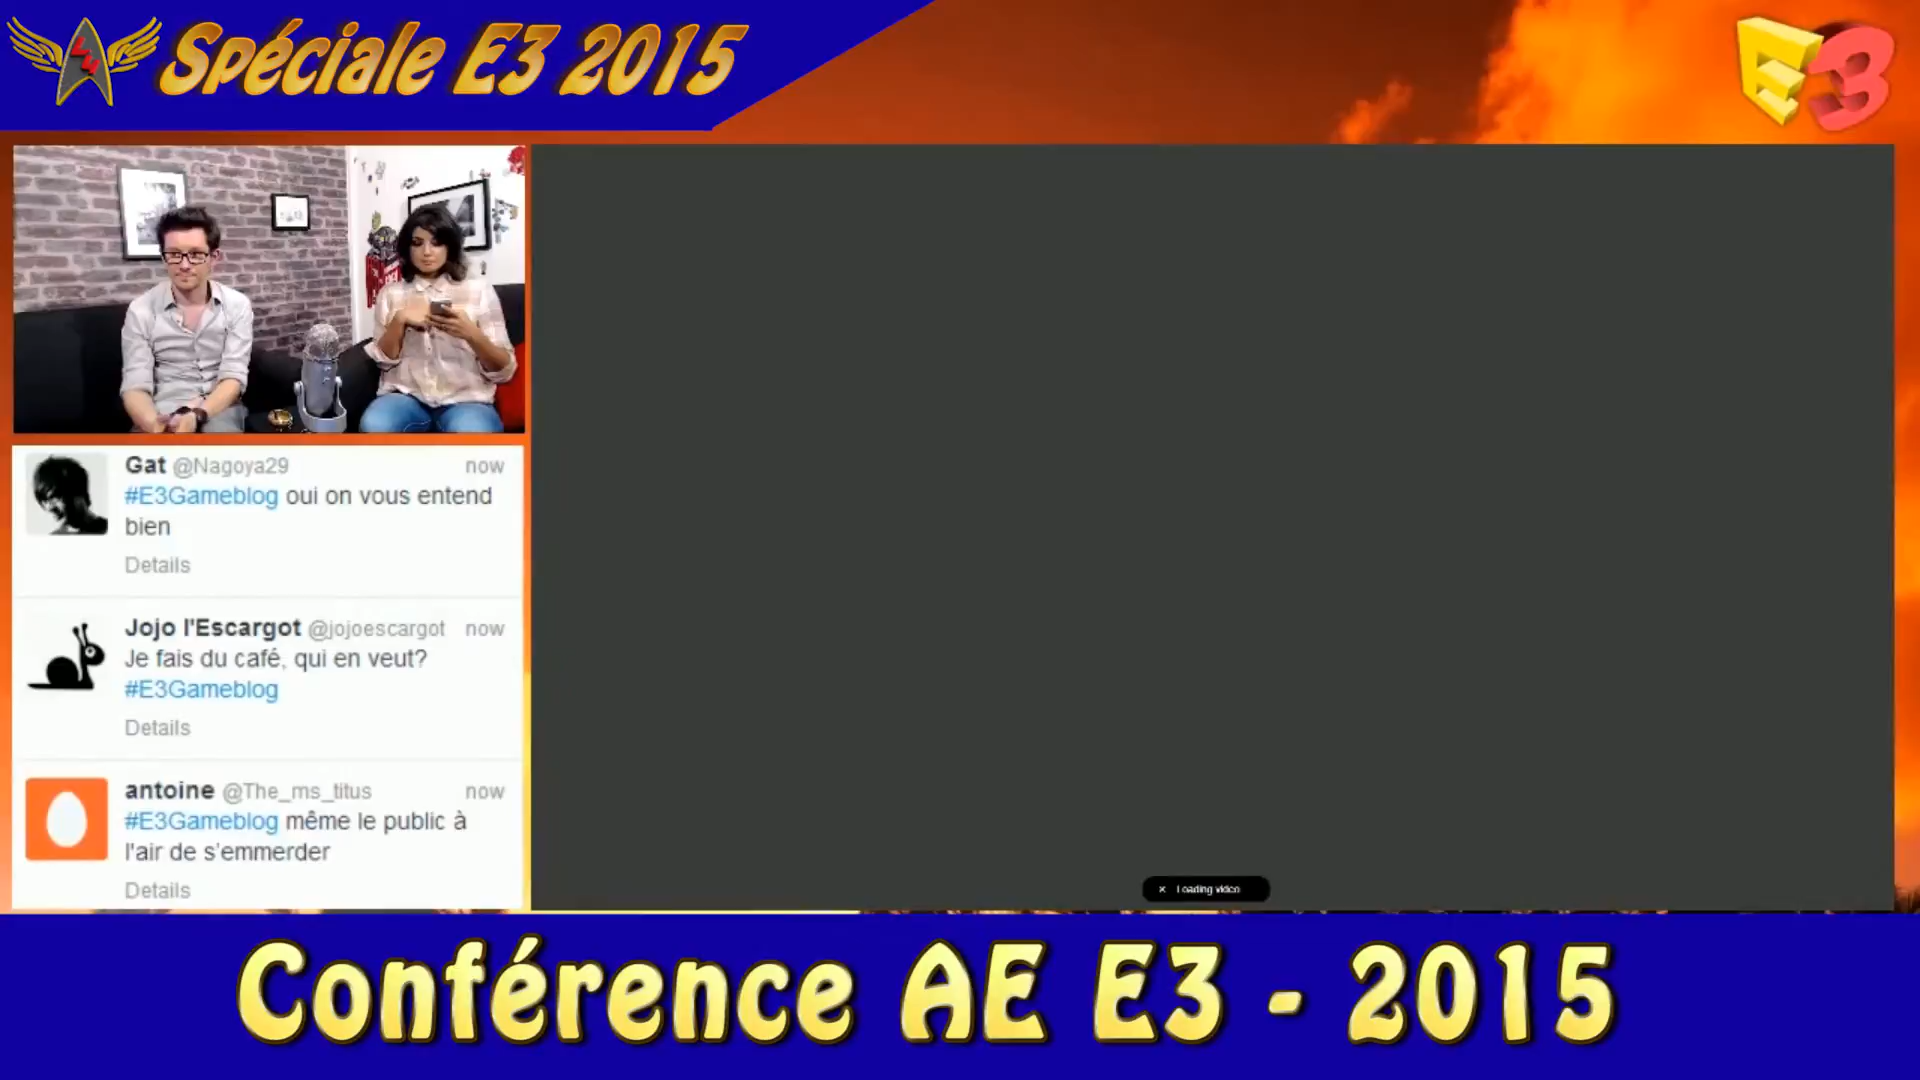 Spéciale E3 2015
E3
Gat @Nagoya29 now
#E3Gameblog oui on vous entend
bien
Details
Jojo l'Escargot @jojoescargot now
Je fais du café, qui en veut?
#E3Gameblog
Details
antoine @The_ms_titus now
#E3Gameblog même le public à
l'air de s'emmerder
Details
× Loading video
Conférence AE E3 - 2015